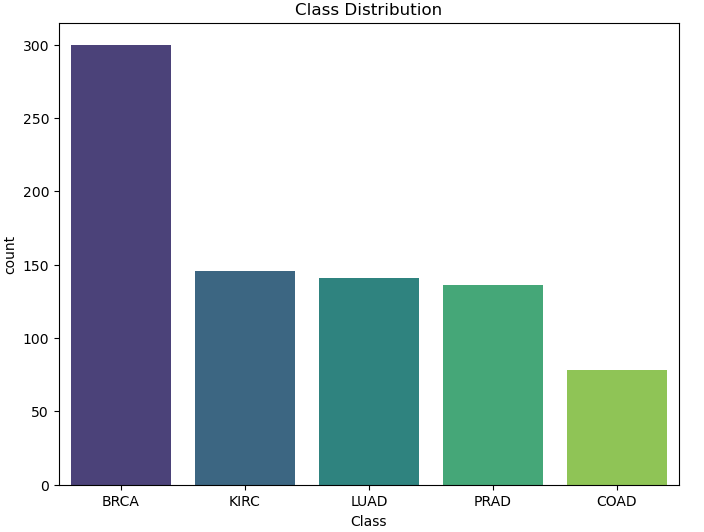 Class Distribution
300
250
200
150
100
50
0
count
BRCA KIRC LUAD PRAD COAD
Class